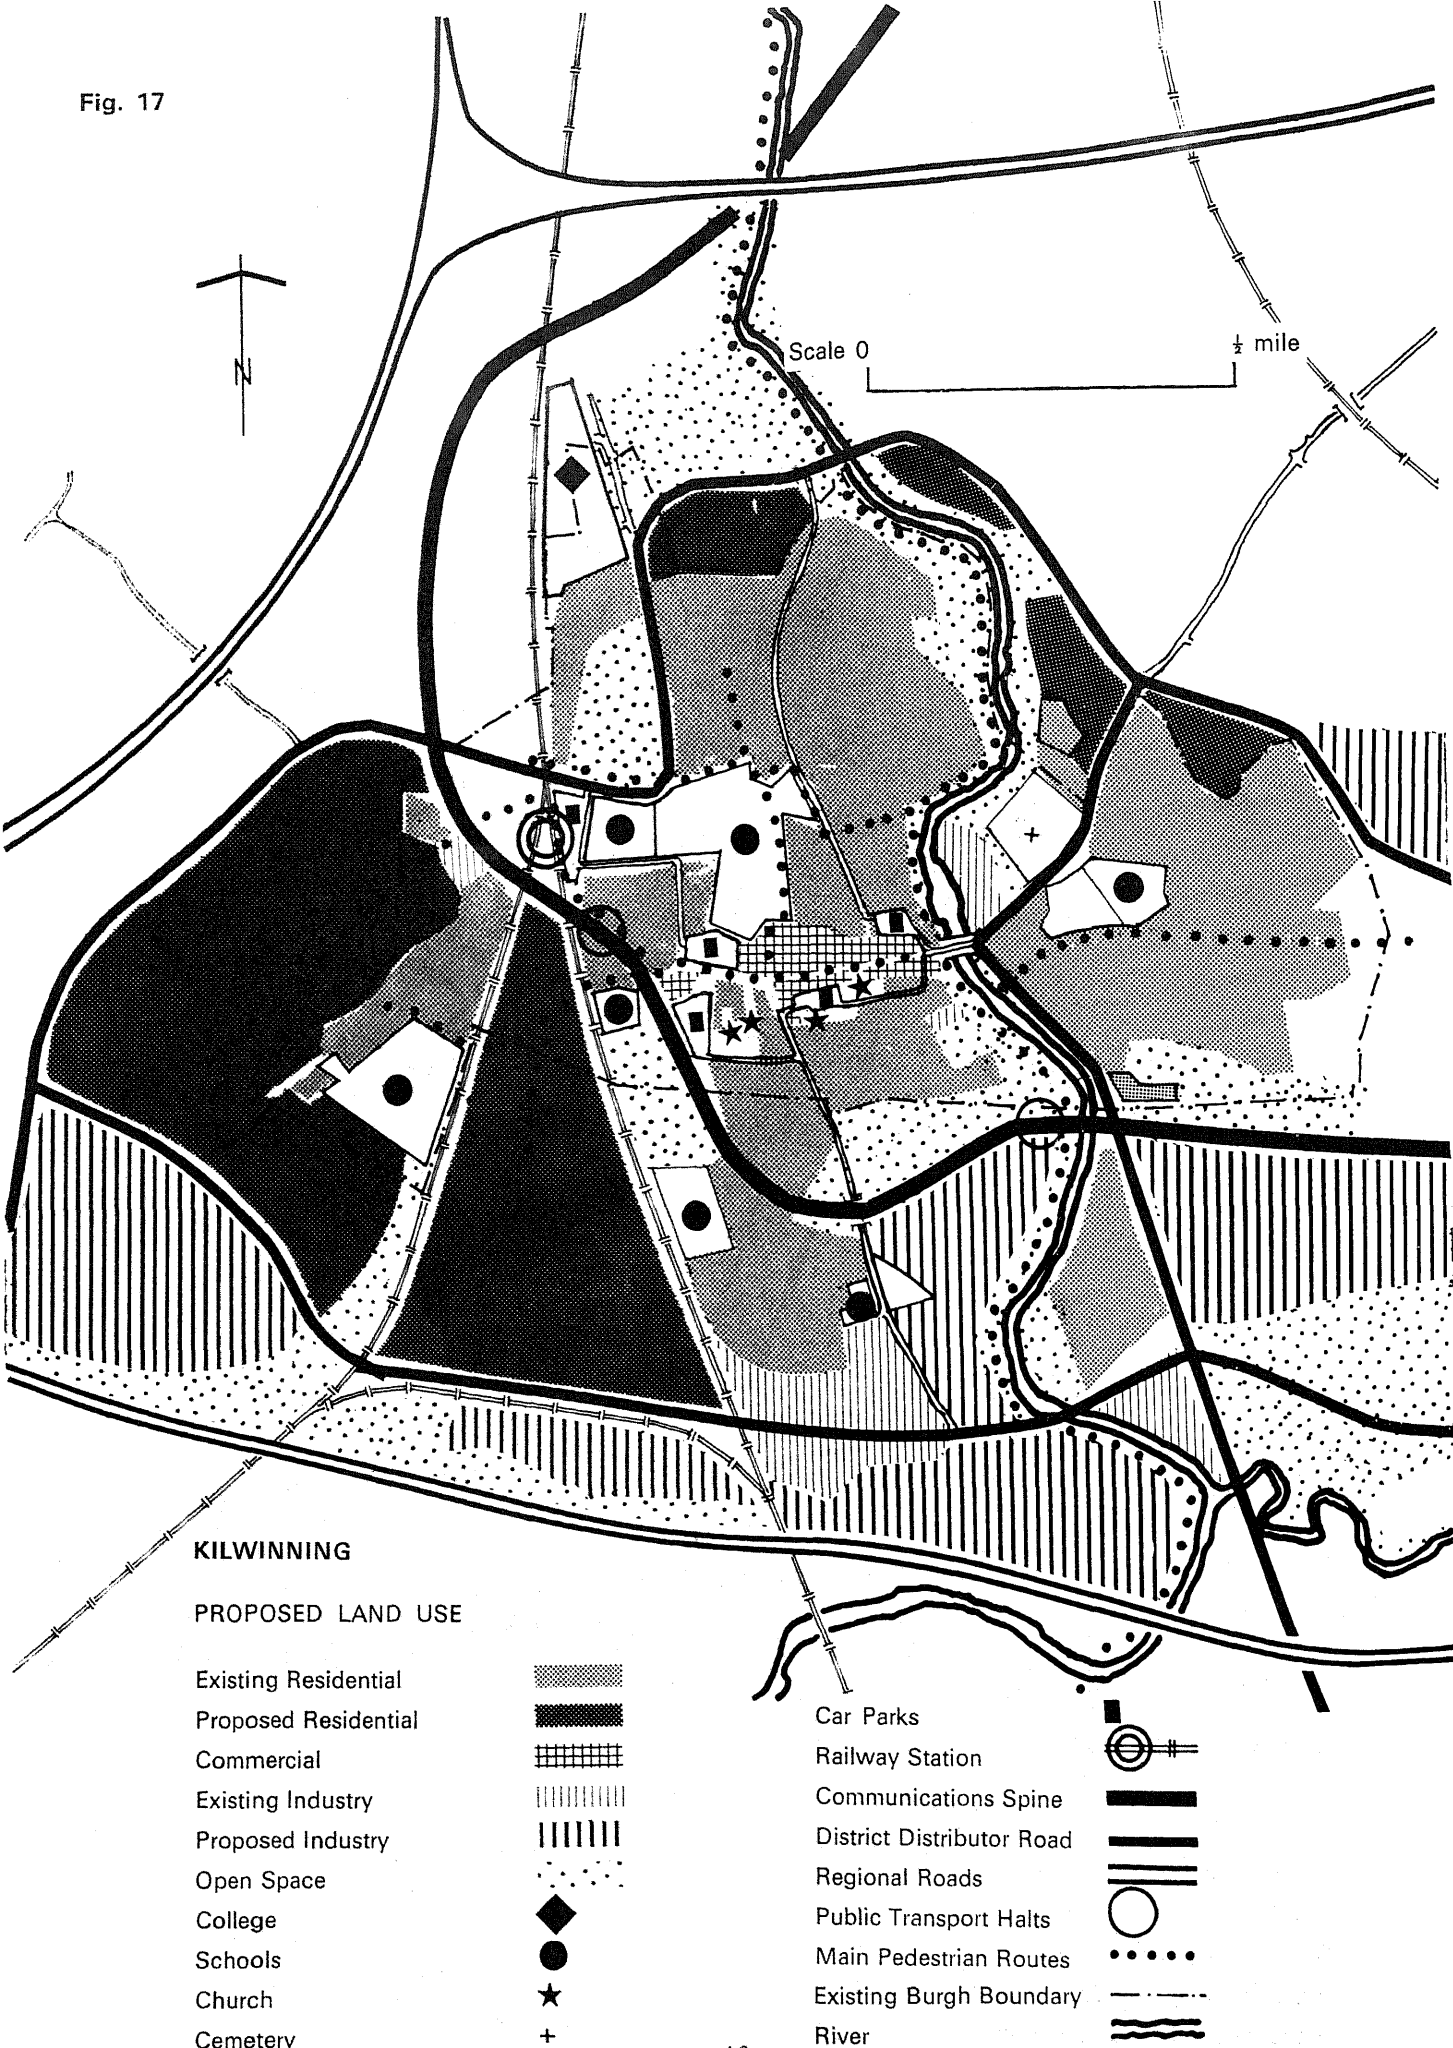 Fig. 17
N
Scale 0
½ mile
KILWINNING
PROPOSED LAND USE
Existing Residential
Proposed Residential
Commercial
Existing Industry
Proposed Industry
Open Space
College
Schools
Church
Cemetery
Car Parks
Railway Station
Communications Spine
District Distributor Road
Regional Roads
Public Transport Halts
Main Pedestrian Routes
Existing Burgh Boundary
River